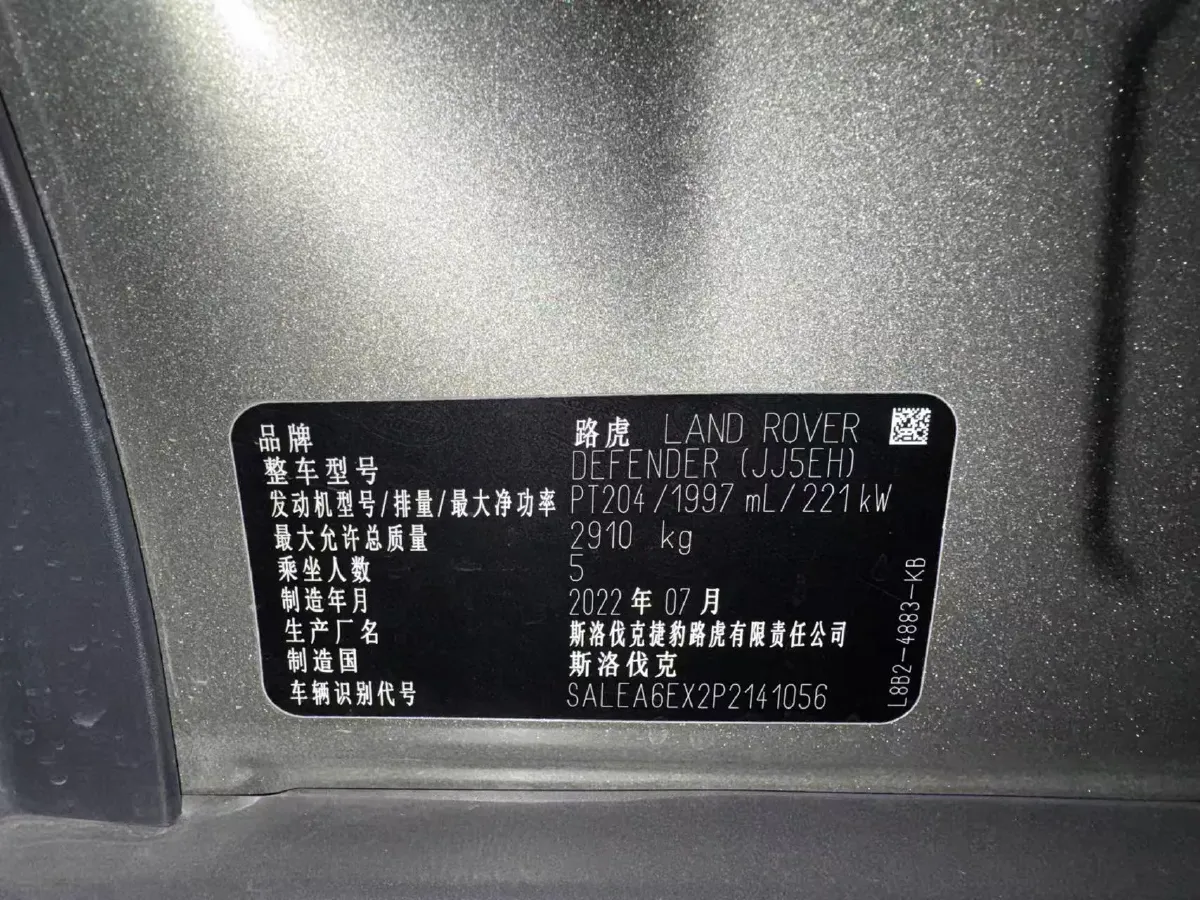 品牌 路虎 LAND ROVER
整车型号 DEFENDER (JJ5EH)
发动机型号/排量/最大净功率 PT204/1997 mL/221kW
最大允许总质量 2910 kg
乘坐人数 5
制造年月 2022年07月
生产厂名 斯洛伐克捷豹路虎有限责任公司
制造国 斯洛伐克
车辆识别代号 SALEA6EX2P2141056
L8B2-4883-KB